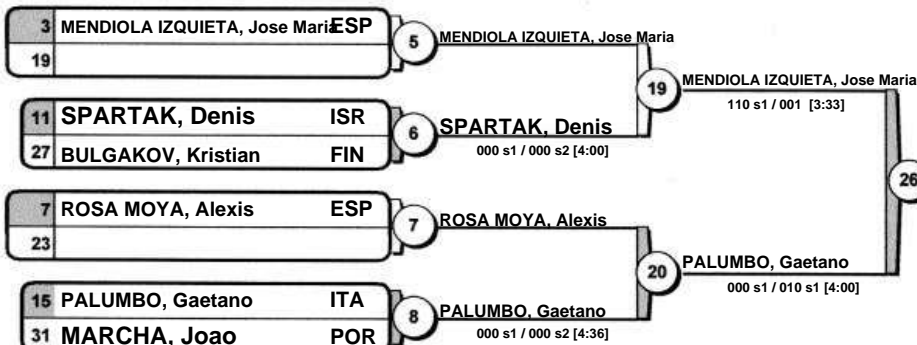 3 MENDIOLA IZQUIETA, Jose Maria ESP
19
5
MENDIOLA IZQUIETA, Jose Maria
11 SPARTAK, Denis ISR
27 BULGAKOV, Kristian FIN
6
SPARTAK, Denis
000 s1 / 000 s2 [4:00]
19
MENDIOLA IZQUIETA, Jose Maria
110 s1 / 001 [3:33]
7 ROSA MOYA, Alexis ESP
23
7
ROSA MOYA, Alexis
15 PALUMBO, Gaetano ITA
31 MARCHA, Joao POR
8
PALUMBO, Gaetano
000 s1 / 000 s2 [4:36]
20
PALUMBO, Gaetano
000 s1 / 010 s1 [4:00]
26